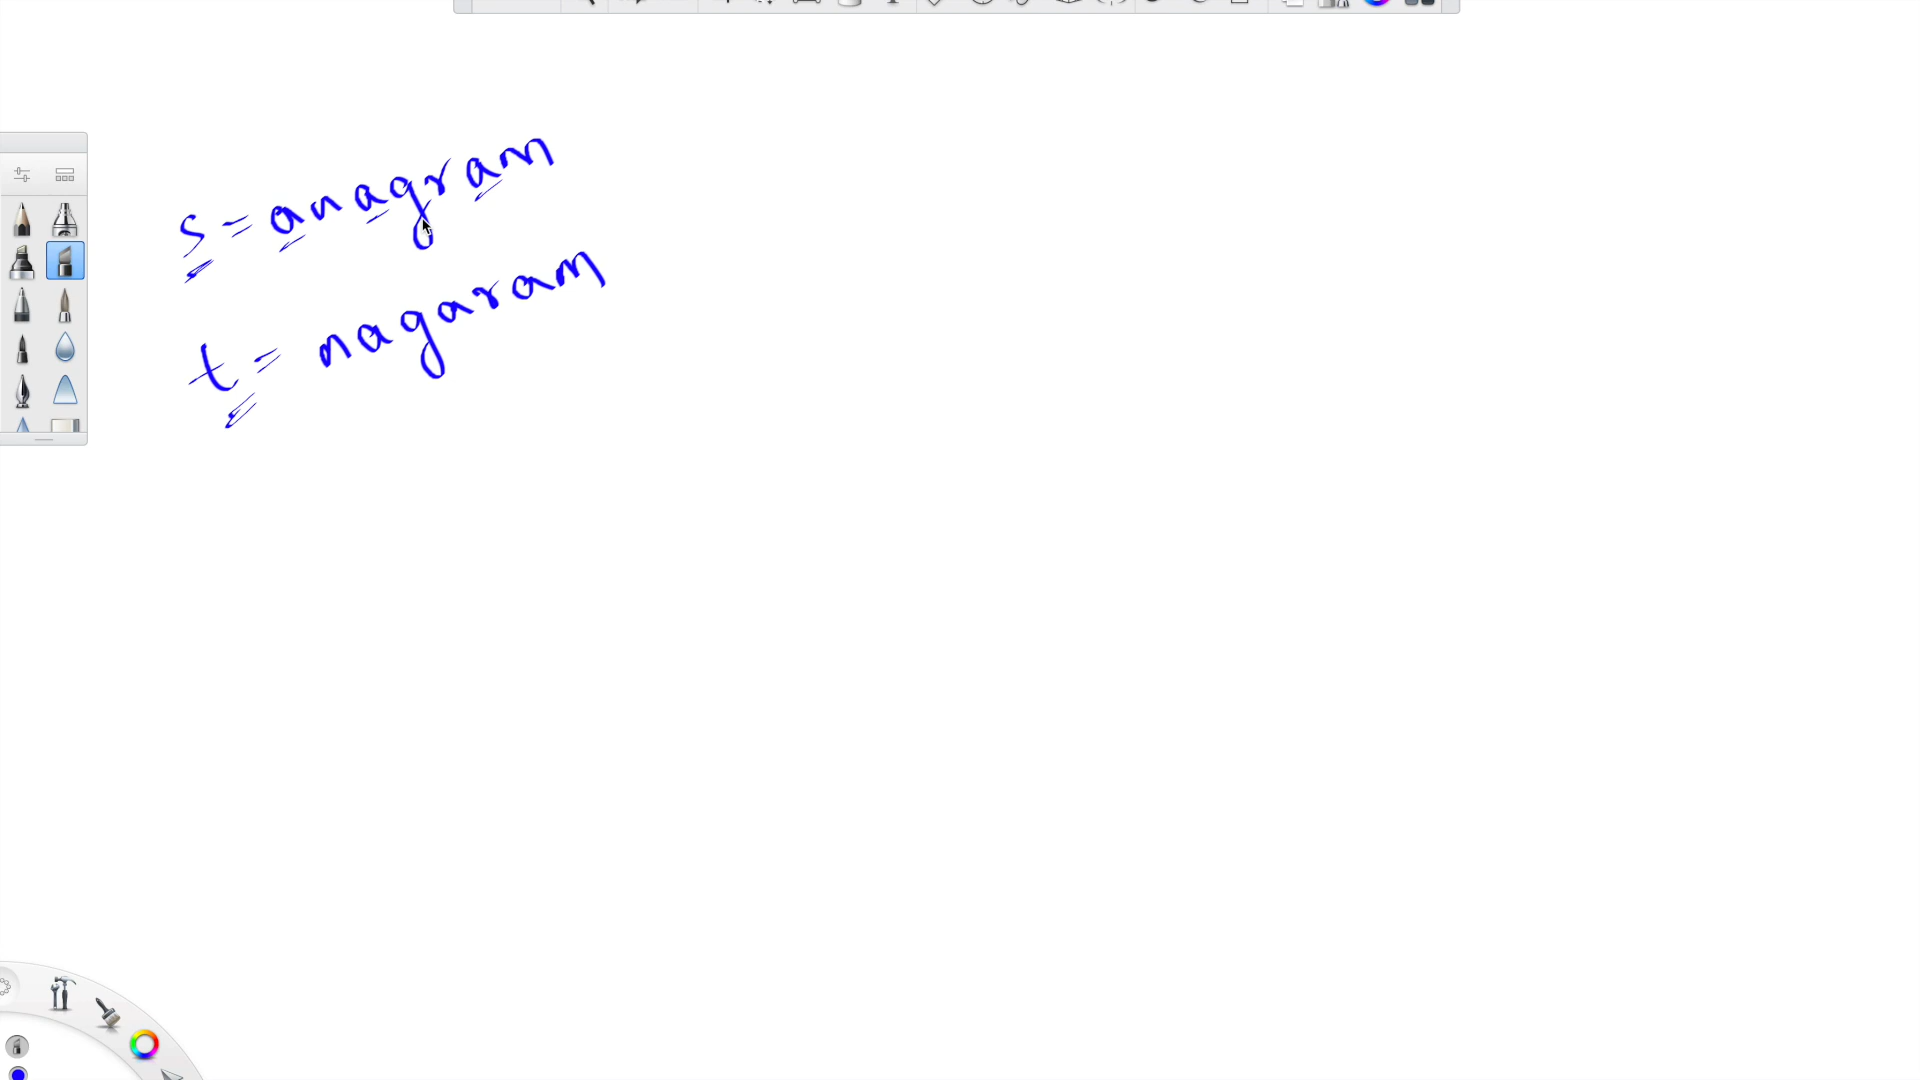 s = anagram
t = nagaram